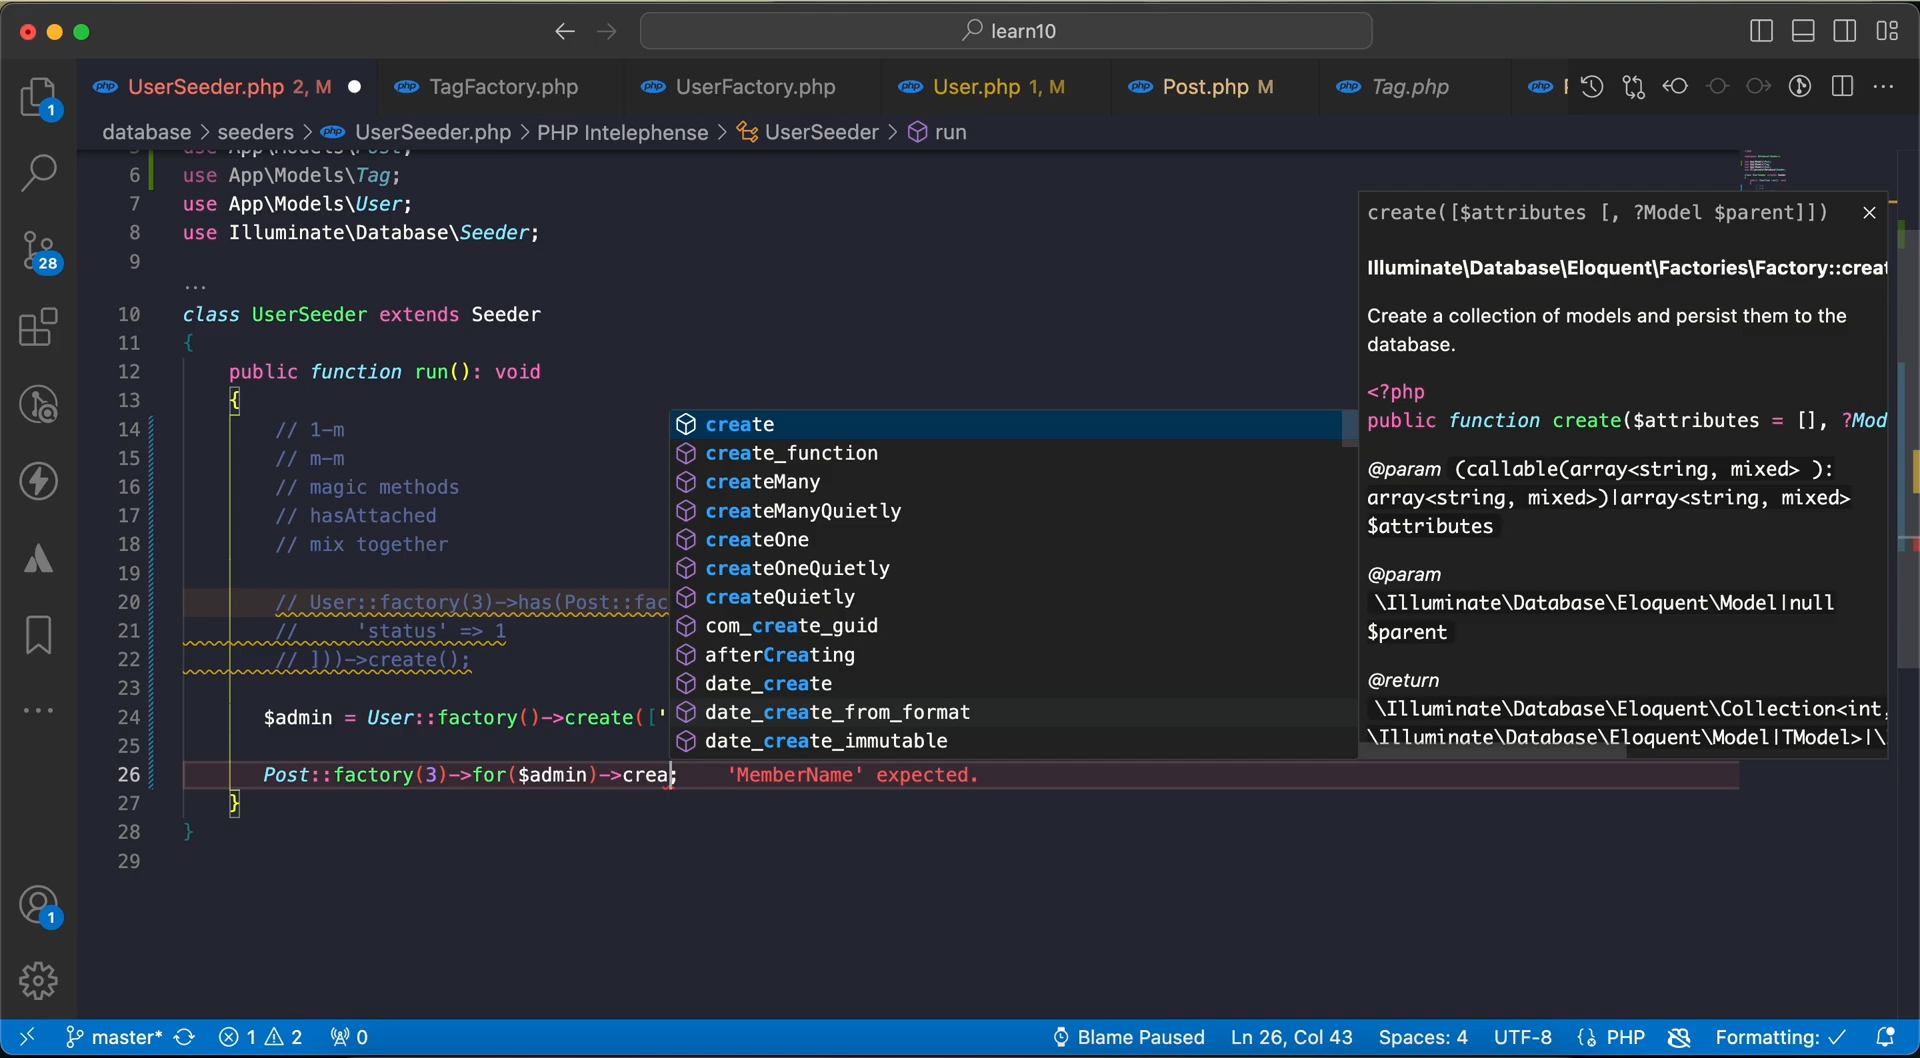 learn10
UserSeeder.php 2, M
TagFactory.php
UserFactory.php
User.php 1, M
Post.php M
Tag.php
database > seeders > UserSeeder.php > PHP Intelephense > UserSeeder > run
6 use App\Models\Tag;
7 use App\Models\User;
8 use Illuminate\Database\Seeder;
9
...
10 class UserSeeder extends Seeder
11 {
12 public function run(): void
13 {
14 // 1-m
15 // m-m
16 // magic methods
17 // hasAttached
18 // mix together
19
20 // User::factory(3)->has(Post::fac
21 // 'status' => 1
22 // ]))->create();
23
24 $admin = User::factory()->create(['
25
26 Post::factory(3)->for($admin)->crea; 'MemberName' expected.
27 }
28 }
29
create
create_function
createMany
createManyQuietly
createOne
createOneQuietly
createQuietly
com_create_guid
afterCreating
date_create
date_create_from_format
date_create_immutable
create([$attributes [, ?Model $parent]])
Illuminate\Database\Eloquent\Factories\Factory::creat
Create a collection of models and persist them to the
database.
<?php
public function create($attributes = [], ?Mod
@param (callable(array<string, mixed> ):
array<string, mixed>)|array<string, mixed>
$attributes
@param
\Illuminate\Database\Eloquent\Model|null
$parent
@return
\Illuminate\Database\Eloquent\Collection<int,
\Illuminate\Database\Eloquent\Model|TModel>|\
1
28
1
master* 1 2 0
Blame Paused Ln 26, Col 43 Spaces: 4 UTF-8 PHP Formatting: ✓